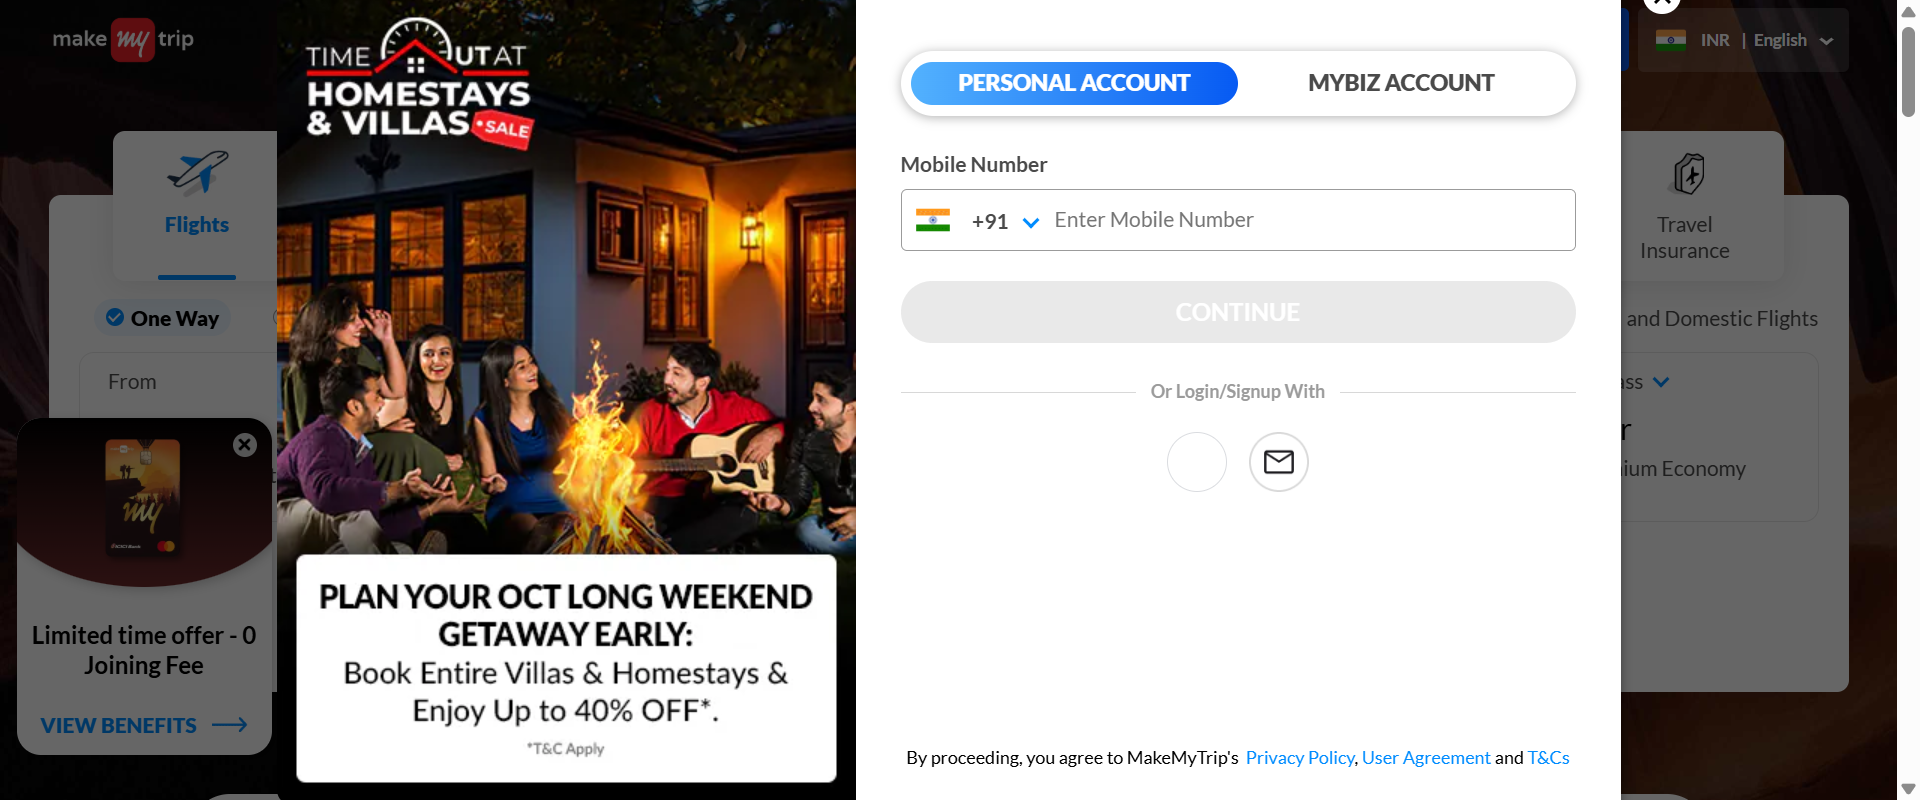 make my trip
INR | English
Flights
One Way
From
Limited time offer - 0
Joining Fee
VIEW BENEFITS
TIME OUT AT
HOMESTAYS
& VILLAS SALE
PLAN YOUR OCT LONG WEEKEND
GETAWAY EARLY:
Book Entire Villas & Homestays &
Enjoy Up to 40% OFF*.
*T&C Apply
PERSONAL ACCOUNT
MYBIZ ACCOUNT
Mobile Number
+91 Enter Mobile Number
CONTINUE
Or Login/Signup With
By proceeding, you agree to MakeMyTrip's Privacy Policy, User Agreement and T&Cs
Travel
Insurance
and Domestic Flights
ass
r
ium Economy
my
ICICI Bank